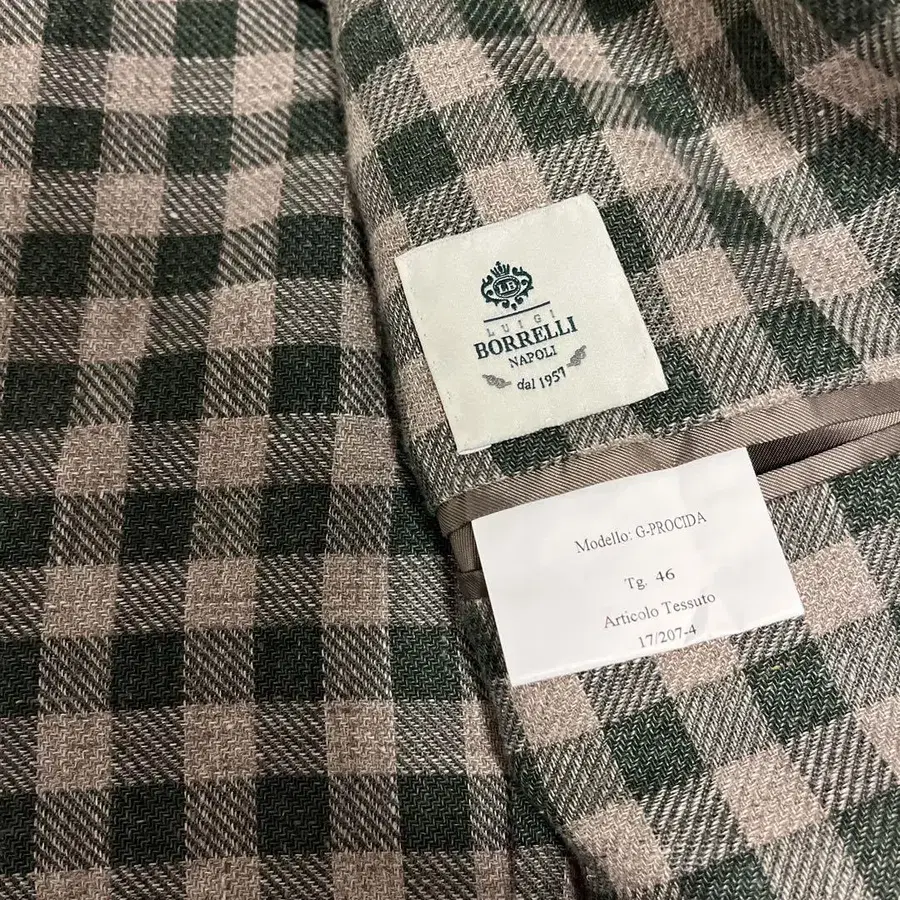 LB
LUIGI
BORRELLI
NAPOLI
dal 1957
Modello: G-PROCIDA
Tg. 46
Articolo Tessuto
17/207-4